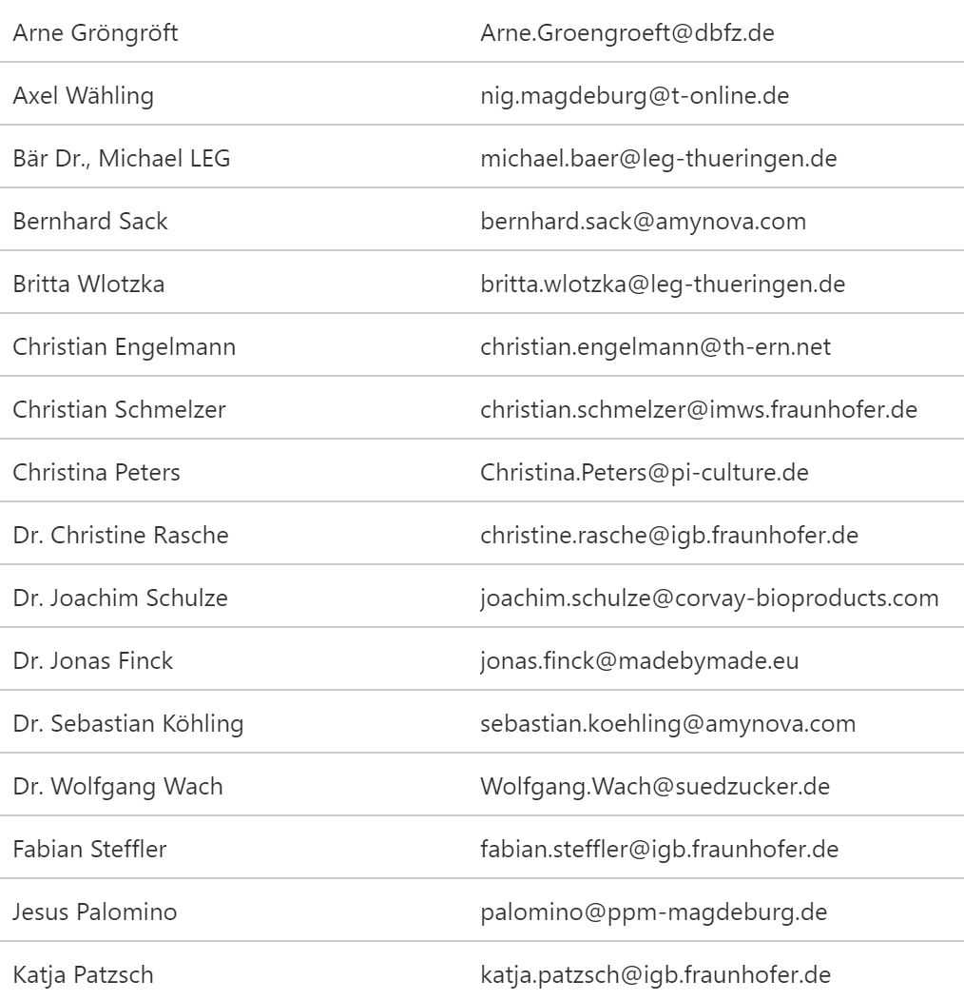 Arne Gröngröft Arne.Groengroeft@dbfz.de
Axel Wähling nig.magdeburg@t-online.de
Bär Dr., Michael LEG michael.baer@leg-thueringen.de
Bernhard Sack bernhard.sack@amynova.com
Britta Wlotzka britta.wlotzka@leg-thueringen.de
Christian Engelmann christian.engelmann@th-ern.net
Christian Schmelzer christian.schmelzer@imws.fraunhofer.de
Christina Peters Christina.Peters@pi-culture.de
Dr. Christine Rasche christine.rasche@igb.fraunhofer.de
Dr. Joachim Schulze joachim.schulze@corvay-bioproducts.com
Dr. Jonas Finck jonas.finck@madebymade.eu
Dr. Sebastian Köhling sebastian.koehling@amynova.com
Dr. Wolfgang Wach Wolfgang.Wach@suedzucker.de
Fabian Steffler fabian.steffler@igb.fraunhofer.de
Jesus Palomino palomino@ppm-magdeburg.de
Katja Patzsch katja.patzsch@igb.fraunhofer.de